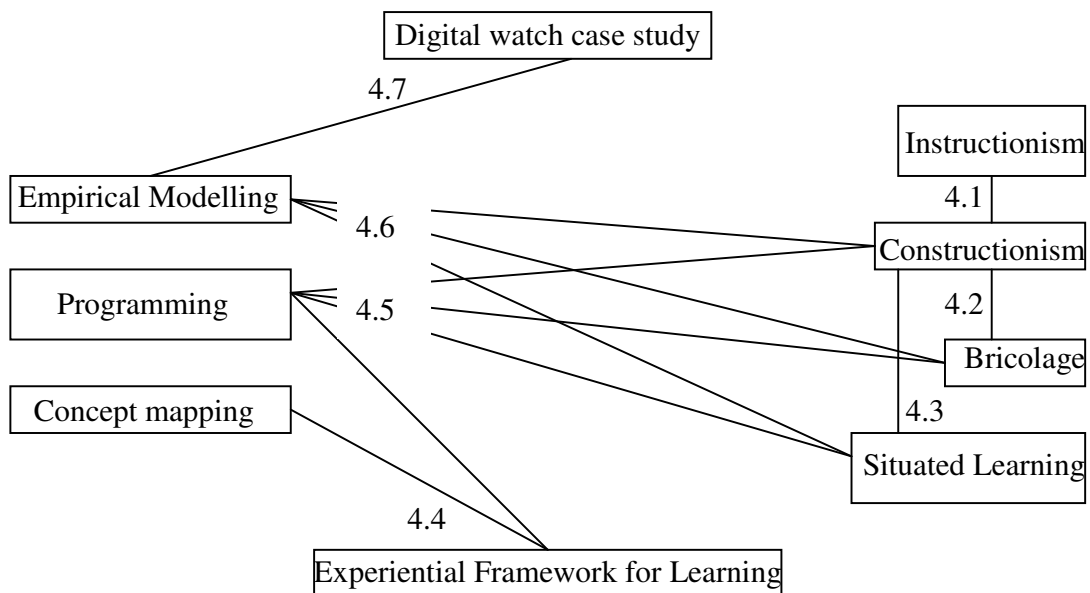 Digital watch case study
4.7
Instructionism
Empirical Modelling
4.1
4.6
Constructionism
Programming
4.5
4.2
Bricolage
Concept mapping
4.3
Situated Learning
4.4
Experiential Framework for Learning